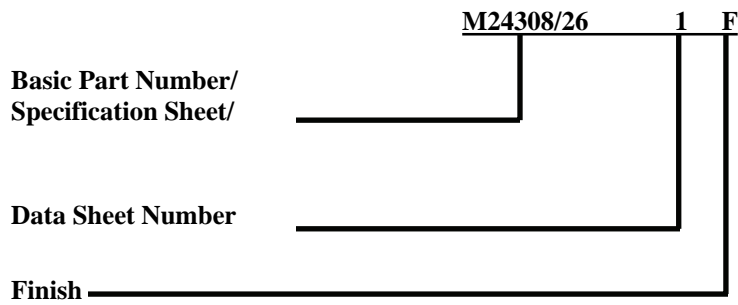 M24308/26 1 F
Basic Part Number/
Specification Sheet/
Data Sheet Number
Finish